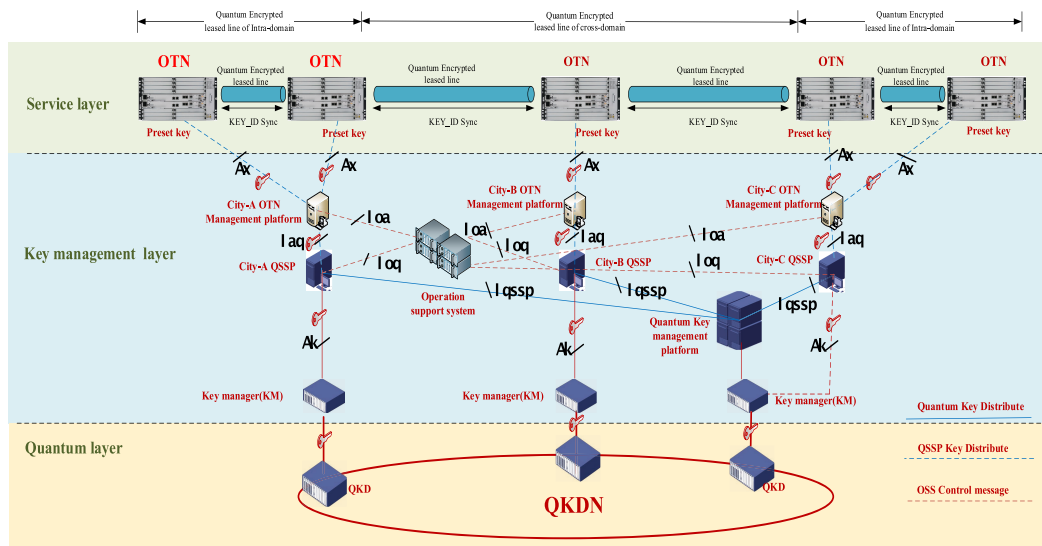 Quantum Encrypted
leased line of Intra-domain
Quantum Encrypted
leased line of cross-domain
Quantum Encrypted
leased line of Intra-domain
OTN
OTN
OTN
OTN
OTN
Quantum Encrypted
leased line
Quantum Encrypted
leased line
Quantum Encrypted
leased line
Quantum Encrypted
leased line
Service layer
KEY_ID Sync
KEY_ID Sync
KEY_ID Sync
KEY_ID Sync
Preset key
Preset key
Preset key
Preset key
Preset key
Ax
Ax
Ax
Ax
Ax
City-A OTN
Management platform
City-B OTN
Management platform
City-C OTN
Management platform
Ioa
Ioa
Ioa
Iaq
Iaq
Iaq
Key management layer
Ioq
Ioq
Ioq
City-A QSSP
City-B QSSP
City-C QSSP
Operation
support system
Iqssp
Iqssp
Iqssp
Quantum Key
management
platform
Ak
Ak
Ak
Key manager(KM)
Key manager(KM)
Key manager(KM)
Quantum Key Distribute
Quantum layer
QSSP Key Distribute
QKD
QKD
QKDN
OSS Control message